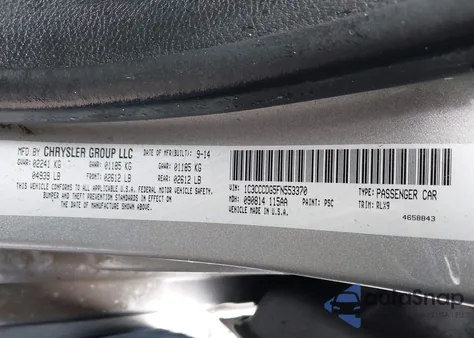 MFD BY CHRYSLER GROUP LLC DATE OF MFR(BUILT): 9-14
GVWR:02241 KG GAWR: 01185 KG GAWR: 01185 KG
04939 LB FRONT: 02612 LB REAR: 02612 LB
THIS VEHICLE CONFORMS TO ALL APPLICABLE U.S.A. FEDERAL MOTOR VEHICLE SAFETY,
BUMPER AND THEFT PREVENTION STANDARDS IN EFFECT
ON THE DATE OF MANUFACTURE SHOWN ABOVE.
VIN: 1C3CCCDG5FN553370 TYPE: PASSENGER CAR
MDH: 090814 115AA PAINT: PSC TRIM: RLX9
MADE IN U.S.A.
4658843
AutoSnap